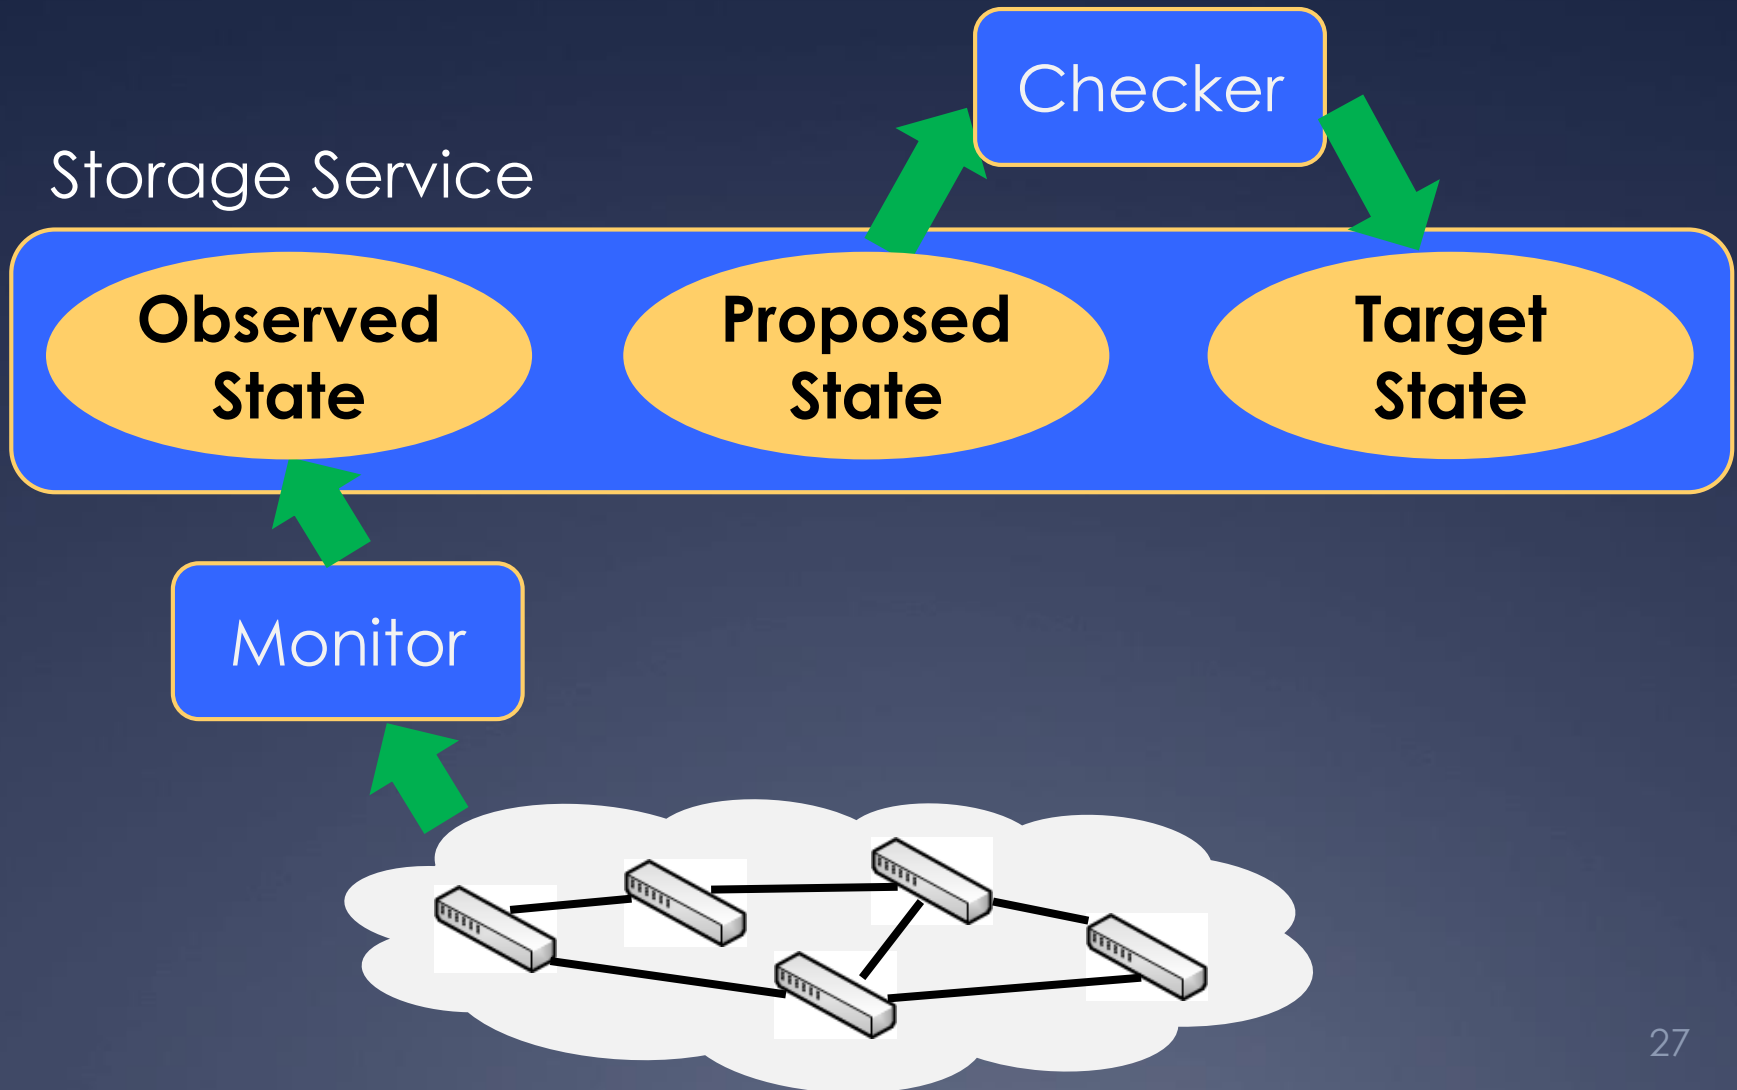 Checker
Storage Service
Observed
State
Proposed
State
Target
State
Monitor
27